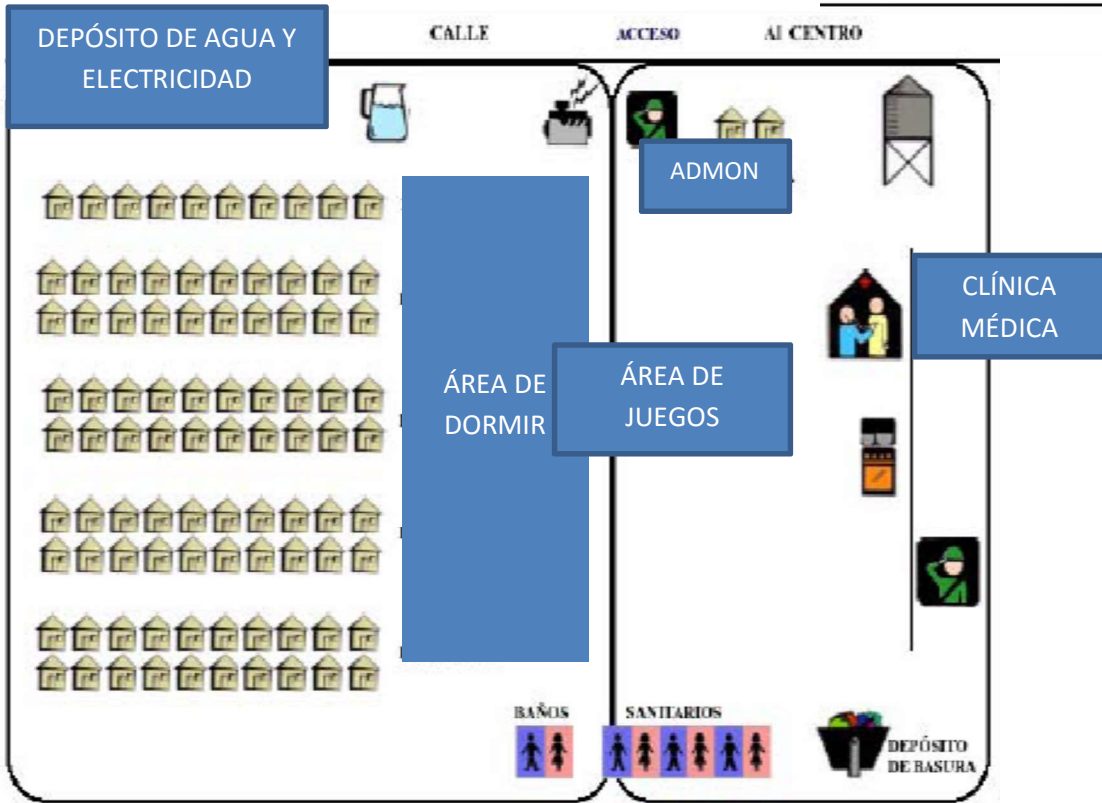 DEPÓSITO DE AGUA Y
ELECTRICIDAD
CALLE
ACCESO
AI CENTRO
ADMON
CLÍNICA
MÉDICA
ÁREA DE
DORMIR
ÁREA DE
JUEGOS
BAÑOS
SANITARIOS
DEPÓSITO
DE BASURA